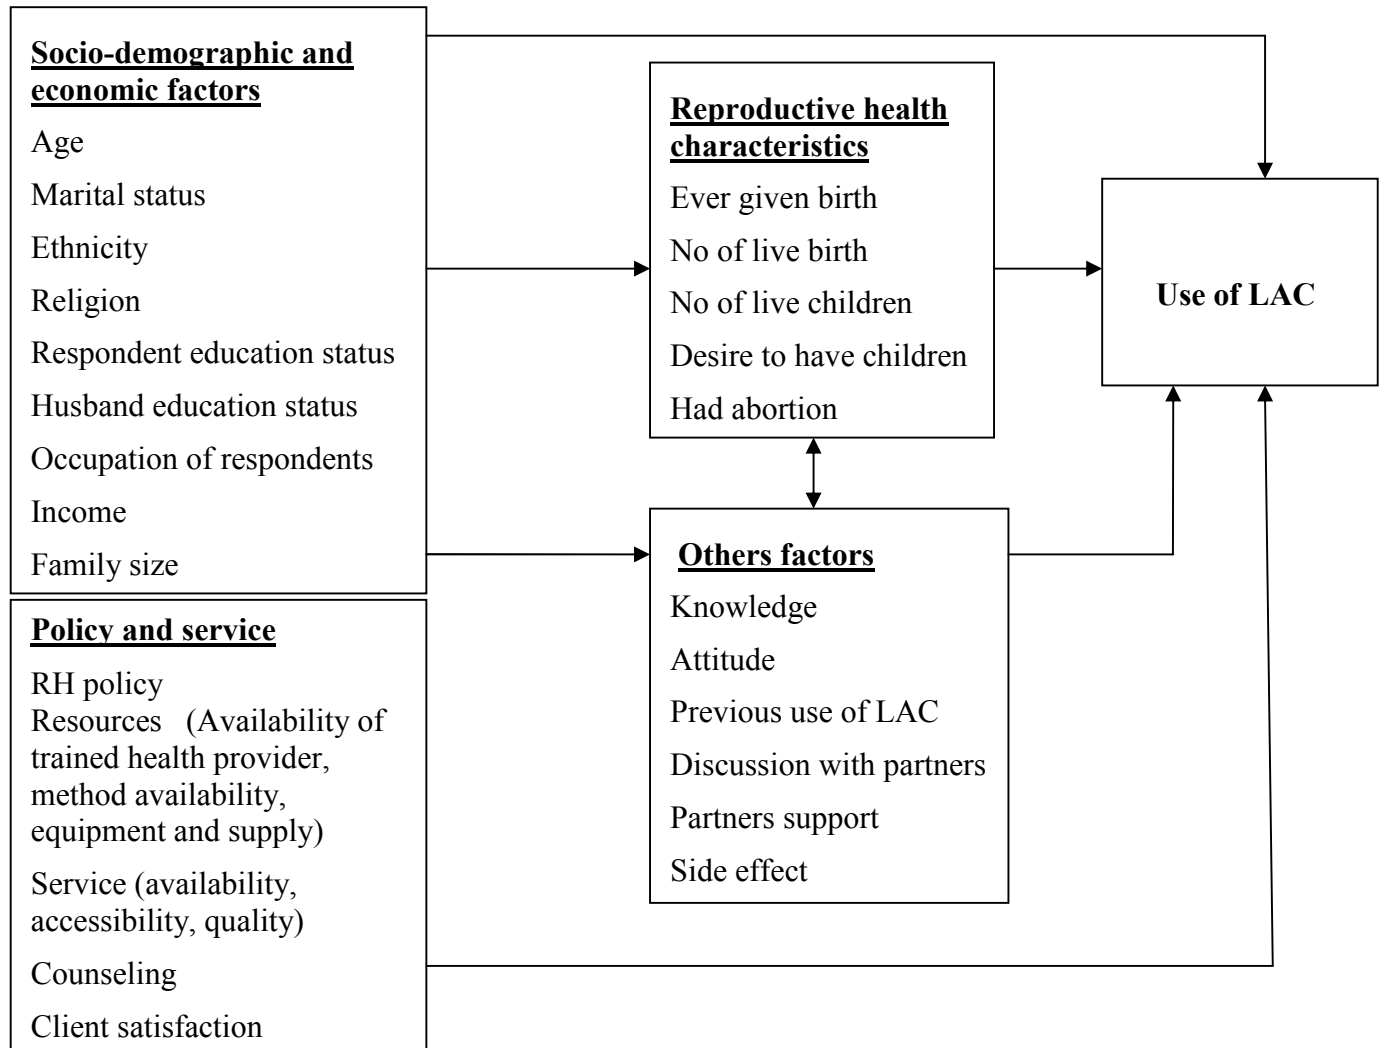 Socio-demographic and
economic factors
Age
Marital status
Ethnicity
Religion
Respondent education status
Husband education status
Occupation of respondents
Income
Family size
Policy and service
RH policy
Resources (Availability of
trained health provider,
method availability,
equipment and supply)
Service (availability,
accessibility, quality)
Counseling
Client satisfaction
Reproductive health
characteristics
Ever given birth
No of live birth
No of live children
Desire to have children
Had abortion
Others factors
Knowledge
Attitude
Previous use of LAC
Discussion with partners
Partners support
Side effect
Use of LAC